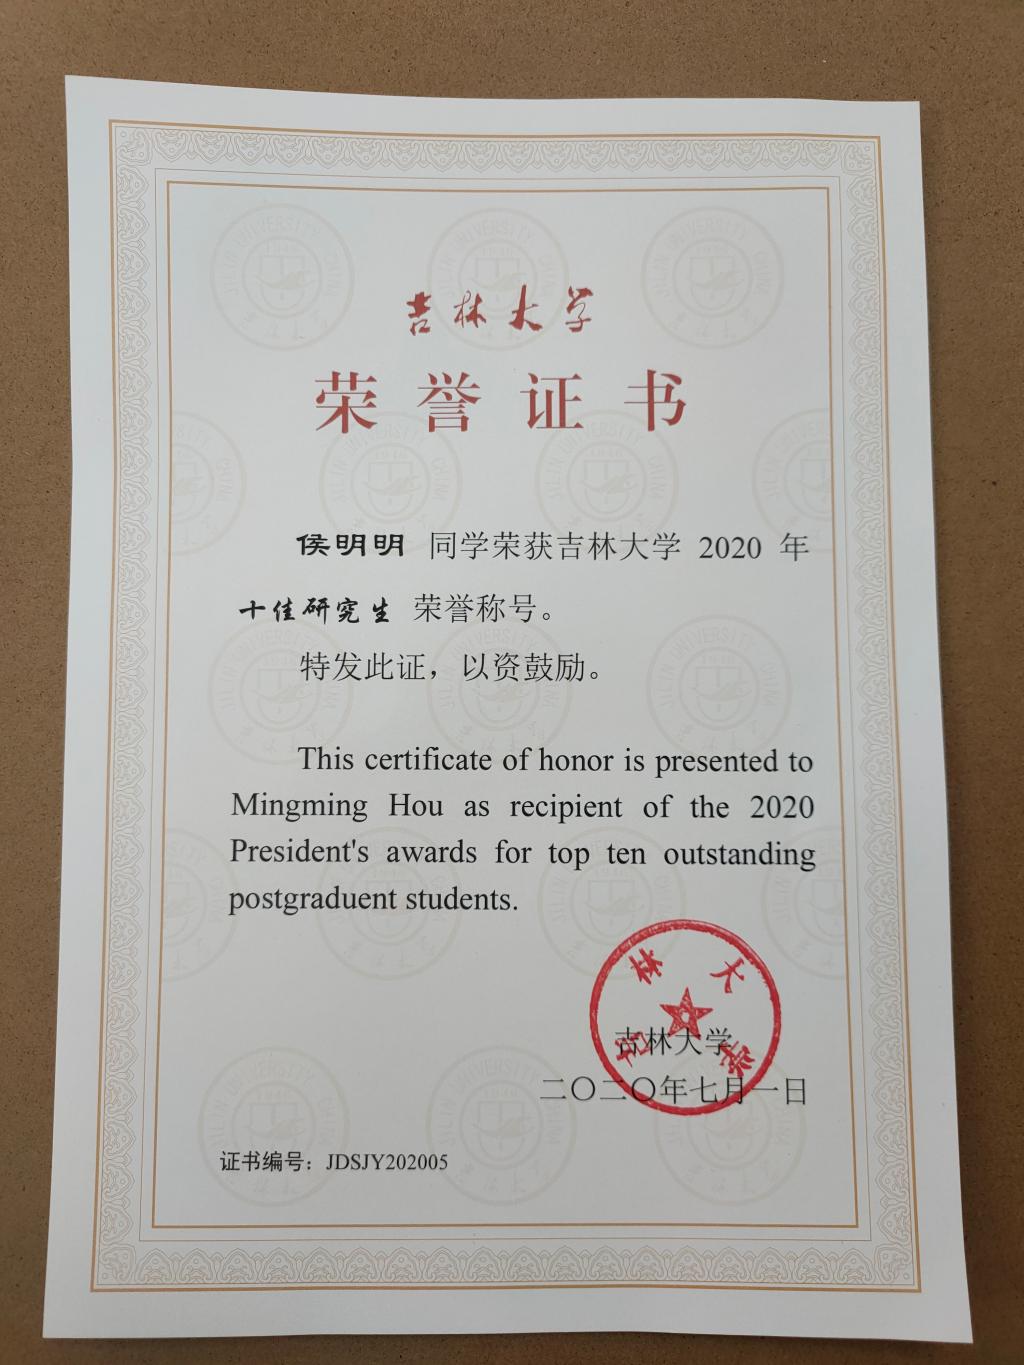 吉林大学
荣誉证书
侯明明 同学荣获吉林大学 2020 年
十佳研究生 荣誉称号。
特发此证，以资鼓励。
This certificate of honor is presented to
Mingming Hou as recipient of the 2020
President's awards for top ten outstanding
postgraduent students.
吉林大学
吉林大学
二〇二〇年七月一日
证书编号：JDSJY202005